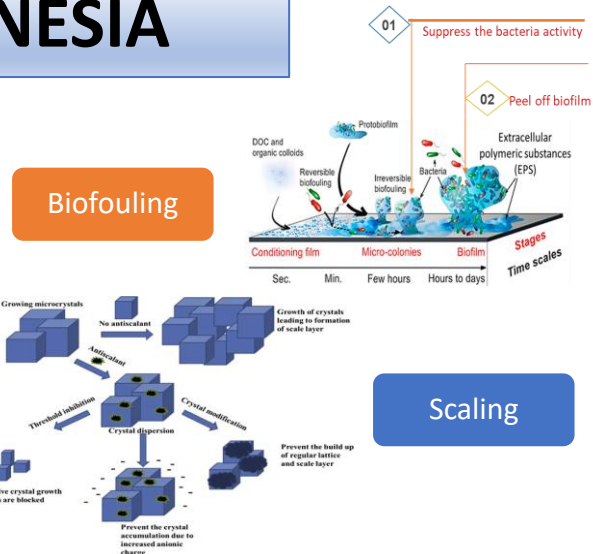 NESIA
01
Suppress the bacteria activity
02
Peel off biofilm
Biofouling
DOC and
organic colloids
Protobiofilm
Reversible
biofouling
Irreversible
biofouling
Bacteria
Extracellular
polymeric substances
(EPS)
Conditioning film
Micro-colonies
Biofilm
Stages
Time scales
Sec.
Min.
Few hours
Hours to days
Growing microcrystals
No antiscalant
Growth of crystals
leading to formation
of scale layer
Antiscalant
Threshold inhibition
Crystal dispersion
Crystal modification
Scaling
Prevent the build up
of regular lattice
and scale layer
ive crystal growth
are blocked
Prevent the crystal
accumulation due to
increased anionic
charge